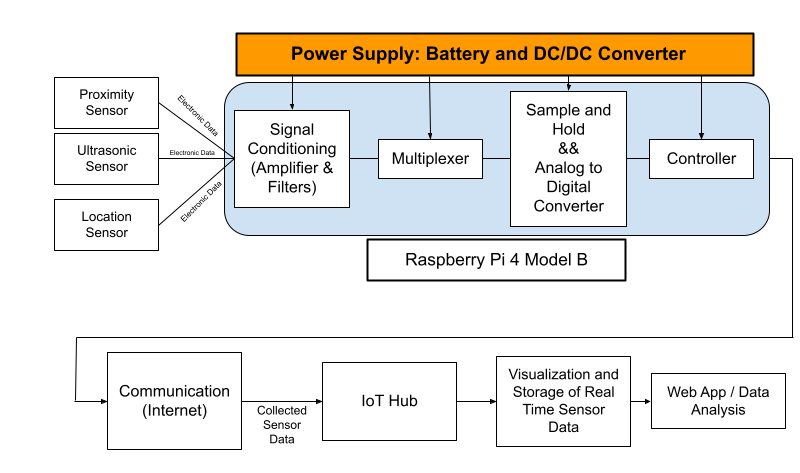 Power Supply: Battery and DC/DC Converter
Proximity
Sensor
Electronic Data
Ultrasonic
Sensor
Electronic Data
Location
Sensor
Electronic Data
Signal
Conditioning
(Amplifier &
Filters)
Multiplexer
Sample and
Hold
&&
Analog to
Digital
Converter
Controller
Raspberry Pi 4 Model B
Communication
(Internet)
Collected
Sensor
Data
IoT Hub
Visualization and
Storage of Real
Time Sensor
Data
Web App / Data
Analysis